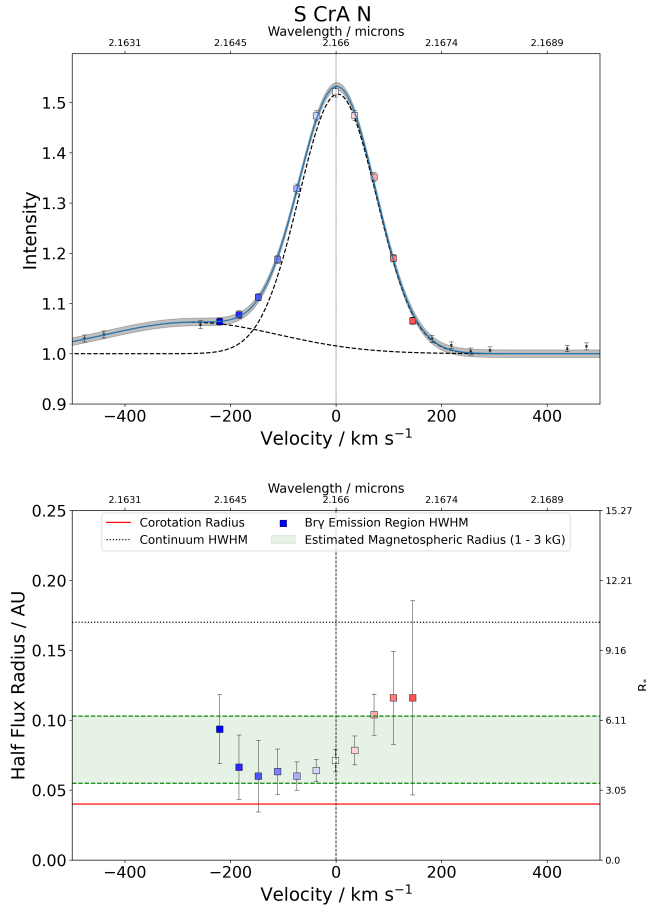 S CrA N
Wavelength / microns
2.1631 2.1645 2.166 2.1674 2.1689
1.5
1.4
1.3
1.2
1.1
1.0
0.9
Intensity
−400 −200 0 200 400
Velocity / km s⁻¹
Wavelength / microns
2.1631 2.1645 2.166 2.1674 2.1689
Corotation Radius
Continuum HWHM
Brγ Emission Region HWHM
Estimated Magnetospheric Radius (1 - 3 kG)
0.25
0.20
0.15
0.10
0.05
0.00
Half Flux Radius / AU
15.27
12.21
9.16
6.11
3.05
0.0
R*
−400 −200 0 200 400
Velocity / km s⁻¹